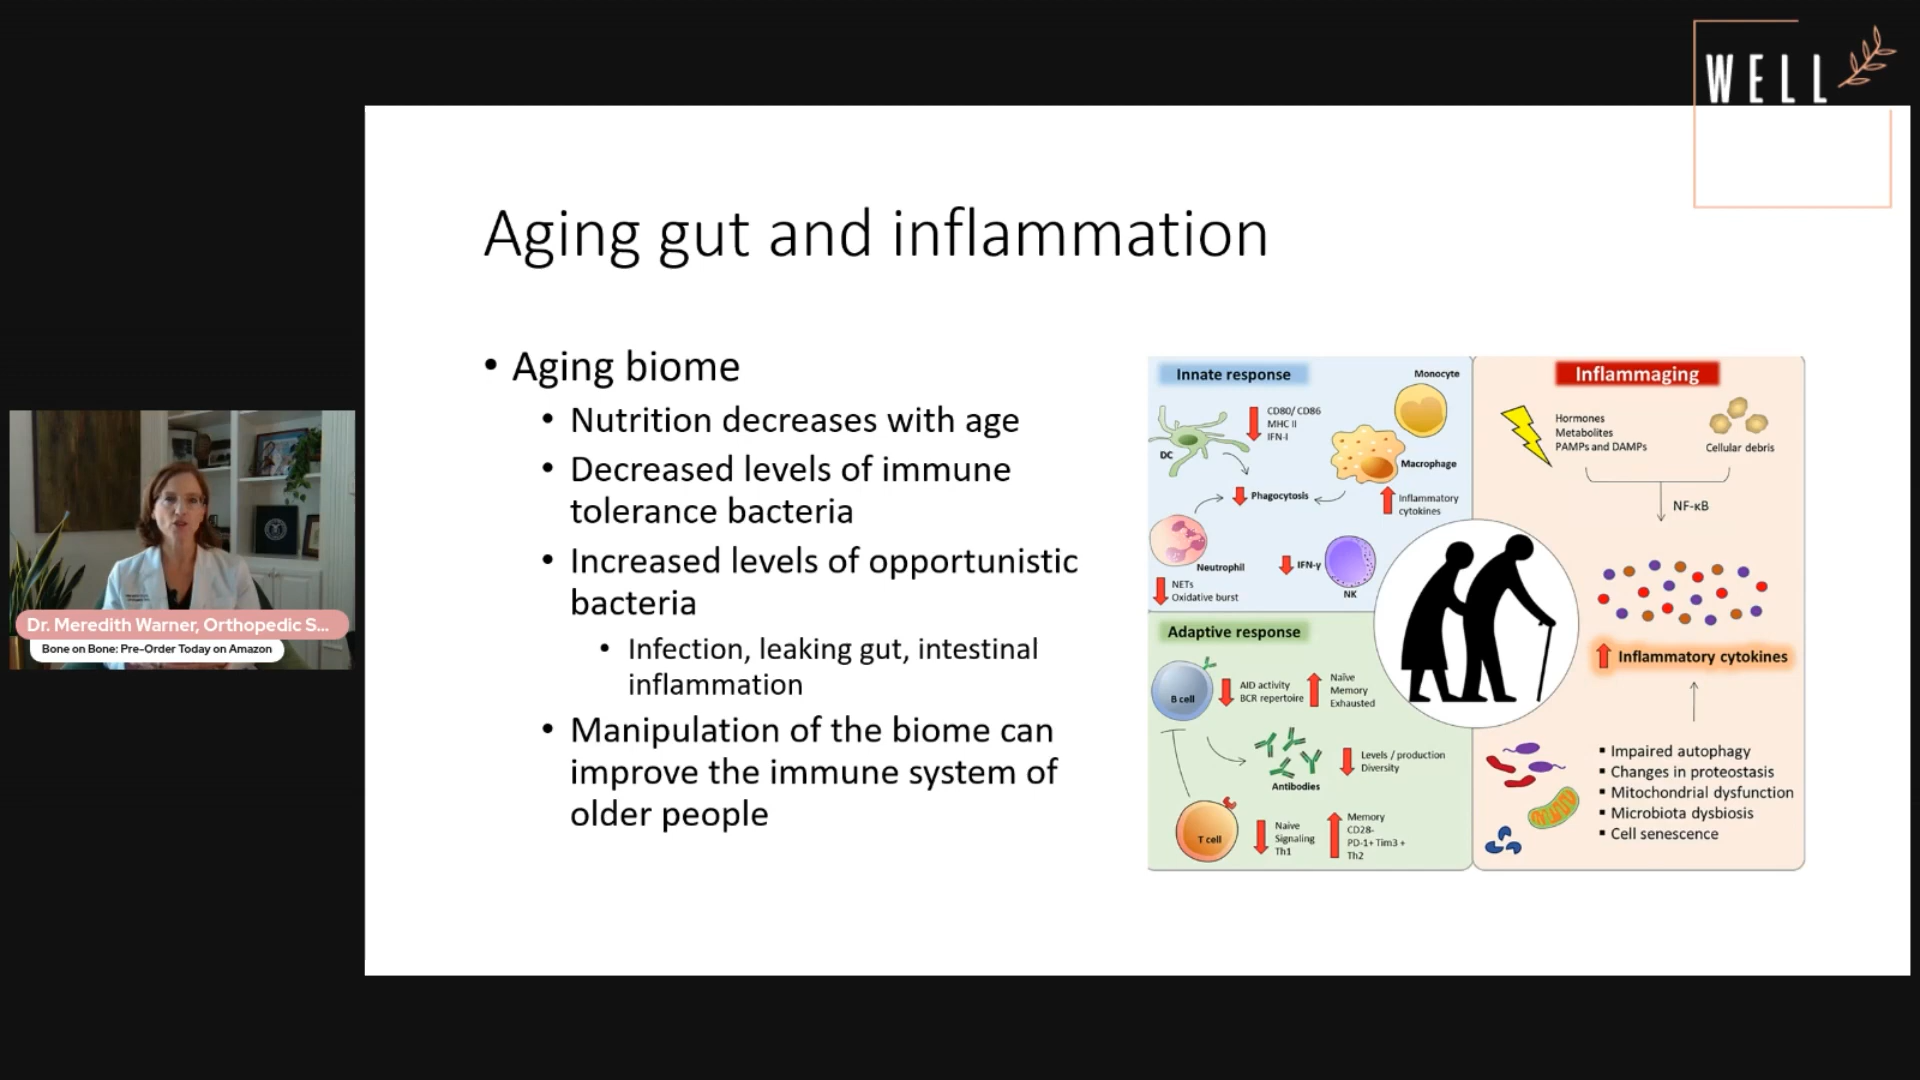 WELL
Aging gut and inflammation
• Aging biome
• Nutrition decreases with age
• Decreased levels of immune
tolerance bacteria
• Increased levels of opportunistic
bacteria
• Infection, leaking gut, intestinal
inflammation
• Manipulation of the biome can
improve the immune system of
older people
Dr. Meredith Warner, Orthopedic S...
Bone on Bone: Pre-Order Today on Amazon
Innate response
Monocyte
CD80/ CD86
MHC II
IFN-I
DC
Macrophage
Phagocytosis
Inflammatory
cytokines
Neutrophil
IFN-γ
NK
NETs
Oxidative burst
Adaptive response
B cell
AID activity
BCR repertoire
Naïve
Memory
Exhausted
Levels / production
Diversity
Antibodies
T cell
Naive
Signaling
Th1
Memory
CD28-
PD-1+ Tim3 +
Th2
Inflammaging
Hormones
Metabolites
PAMPs and DAMPs
Cellular debris
NF-κB
Inflammatory cytokines
▪ Impaired autophagy
▪ Changes in proteostasis
▪ Mitochondrial dysfunction
▪ Microbiota dysbiosis
▪ Cell senescence